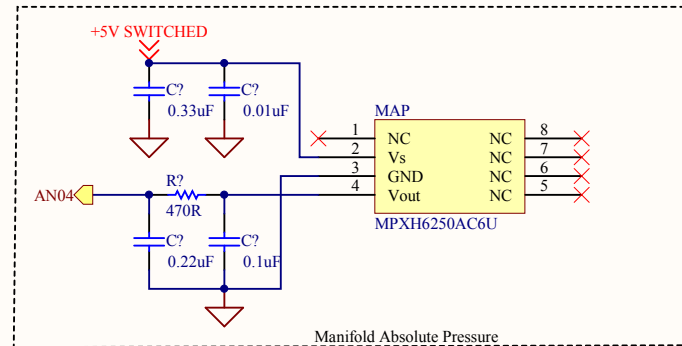 +5V SWITCHED
C?
0.33uF
C?
0.01uF
MAP
1 NC NC 8
2 Vs NC 7
3 GND NC 6
4 Vout NC 5
MPXH6250AC6U
AN04
R?
470R
C?
0.22uF
C?
0.1uF
Manifold Absolute Pressure